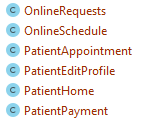 C OnlineRequests
C OnlineSchedule
C PatientAppointment
C PatientEditProfile
C PatientHome
C PatientPayment